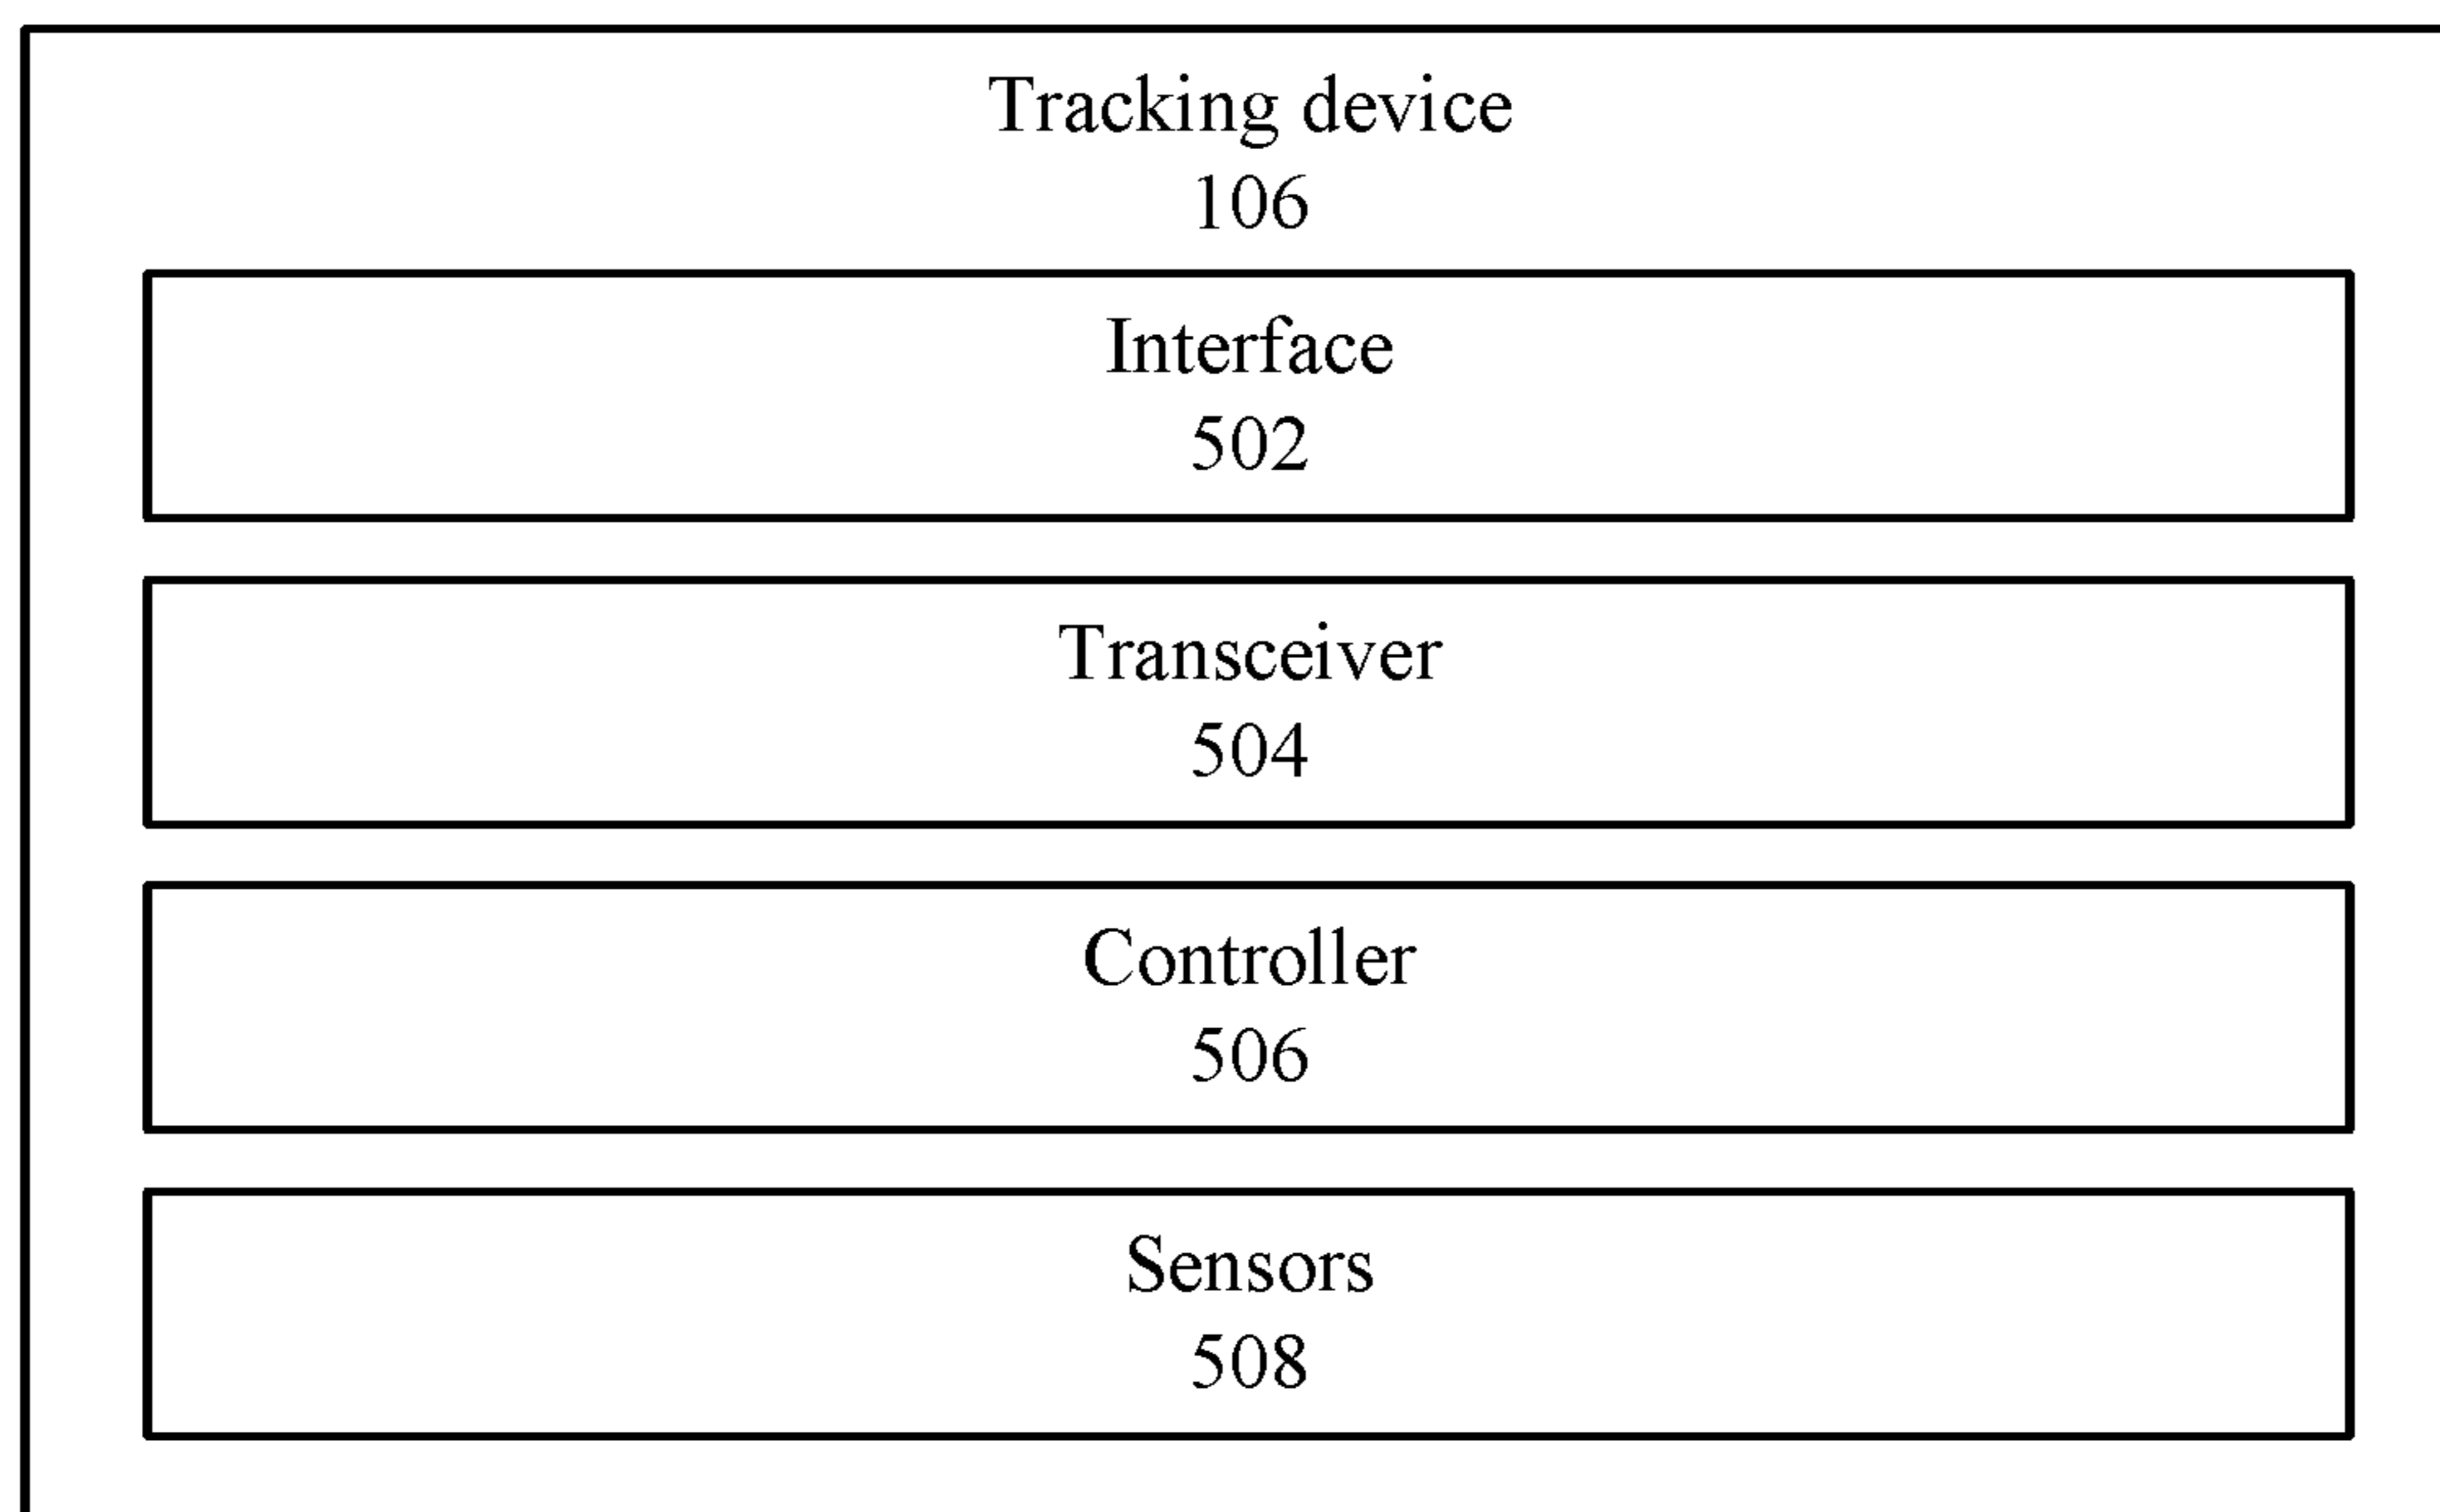 Tracking device
106
Interface
502
Transceiver
504
Controller
506
Sensors
508